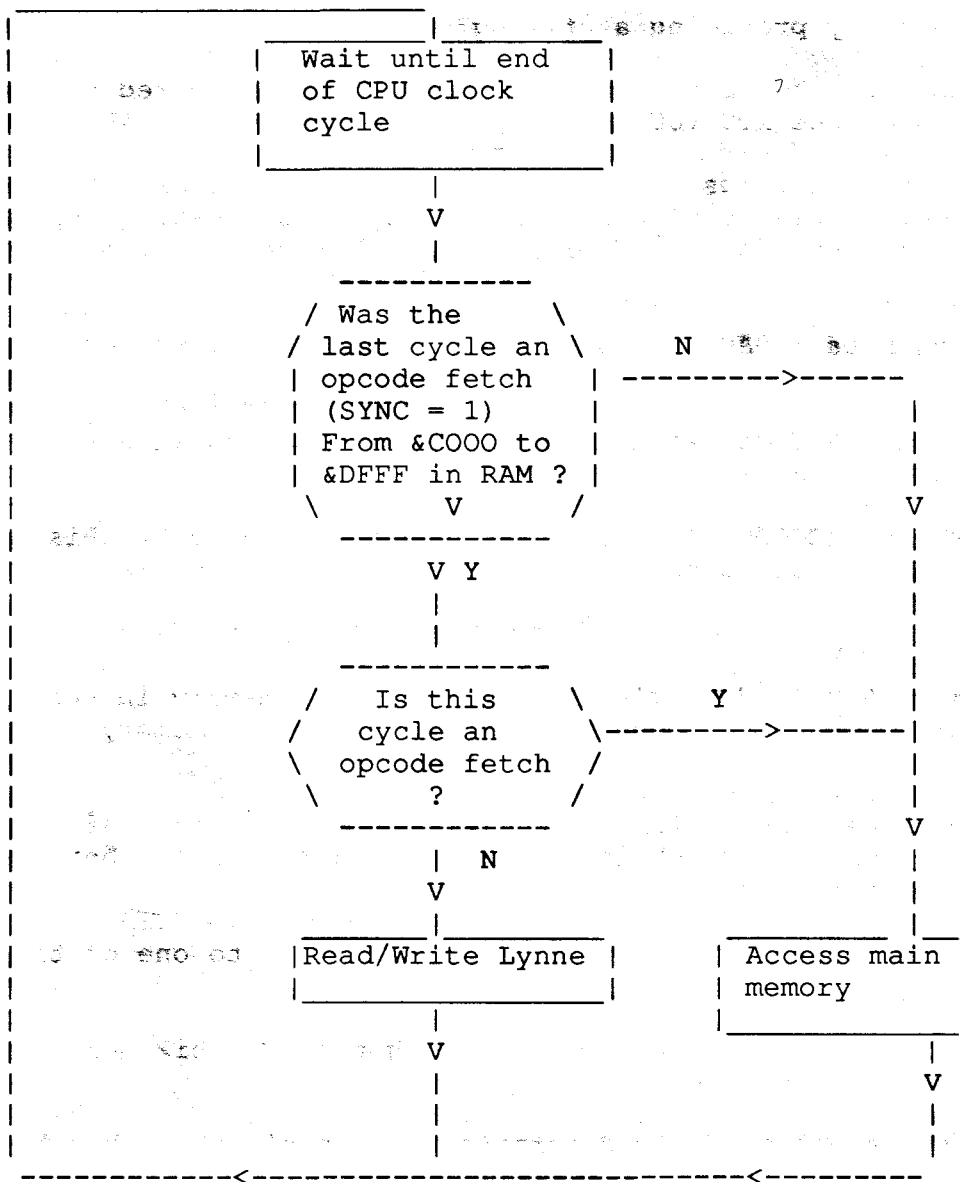 Wait until end
of CPU clock
cycle
V
Was the
last cycle an
opcode fetch
(SYNC = 1)
From &COOO to
&DFFF in RAM ?
V
N
V
V Y
Is this
cycle an
opcode fetch
?
Y
V
N
V
Read/Write Lynne
Access main
memory
V
V